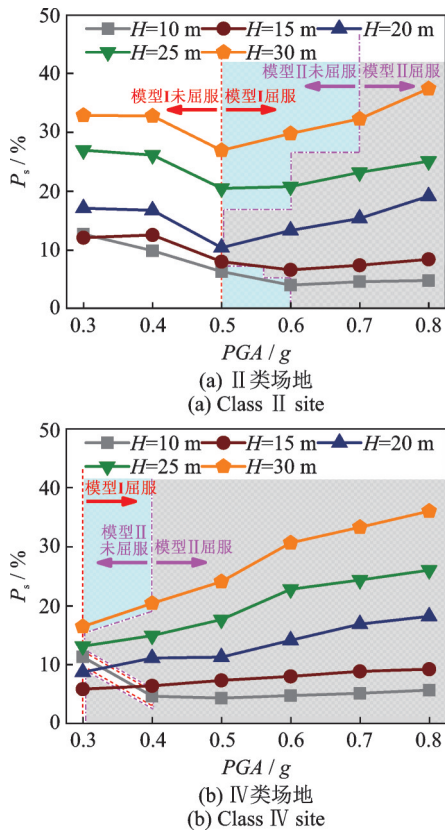 H=10 m H=15 m H=20 m
H=25 m H=30 m
模型Ⅱ未屈服 模型Ⅱ屈服
模型Ⅰ未屈服 模型Ⅰ屈服
Ps / %
50
40
30
20
10
0
0.3 0.4 0.5 0.6 0.7 0.8
PGA / g
(a) Ⅱ类场地
(a) Class Ⅱ site
H=10 m H=15 m H=20 m
H=25 m H=30 m
模型Ⅰ屈服
模型Ⅱ
未屈服 模型Ⅱ屈服
Ps / %
50
40
30
20
10
0
0.3 0.4 0.5 0.6 0.7 0.8
PGA / g
(b) Ⅳ类场地
(b) Class Ⅳ site